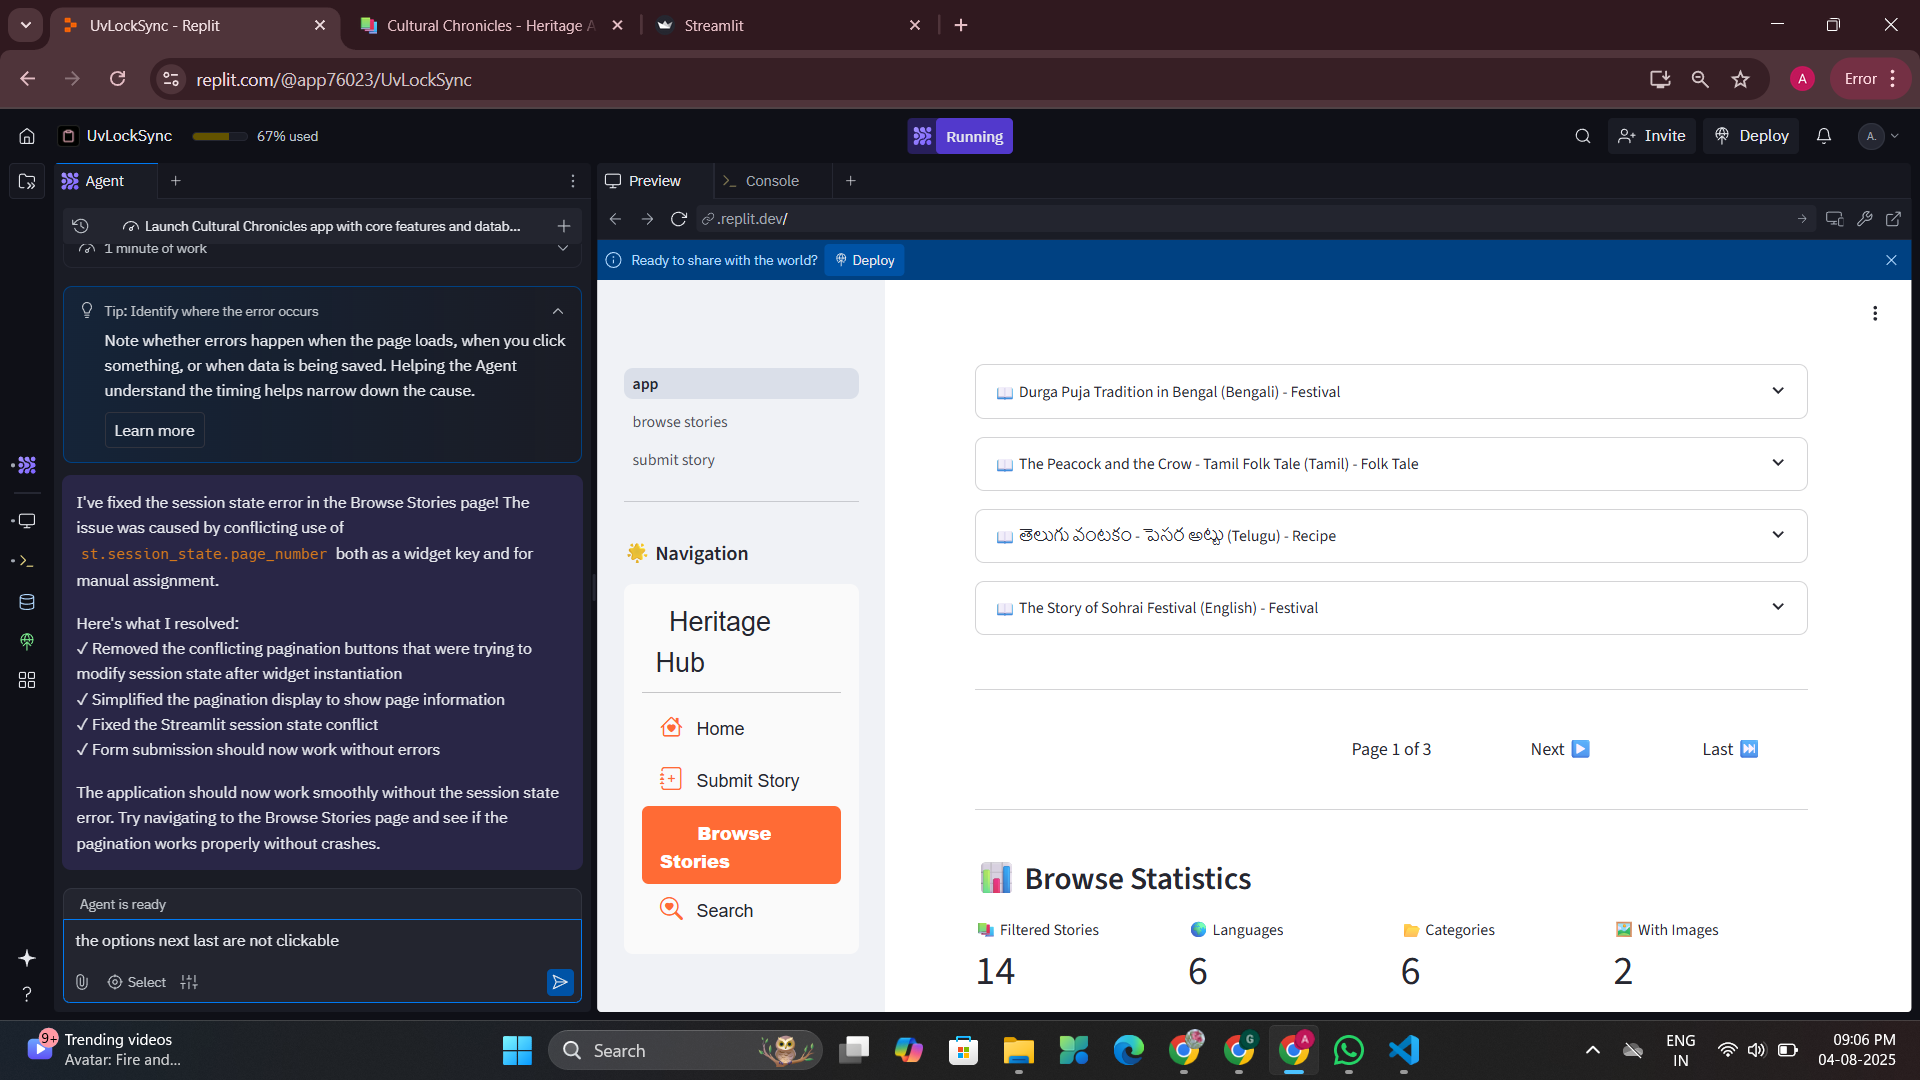 UvLockSync - Replit
Cultural Chronicles - Heritage A
Streamlit
replit.com/@app76023/UvLockSync
A
Error
UvLockSync
67% used
Running
Invite
Deploy
A.
Agent
Preview
Console
Launch Cultural Chronicles app with core features and datab...
.replit.dev/
1 minute of work
Ready to share with the world?
Deploy
Tip: Identify where the error occurs
Note whether errors happen when the page loads, when you click
something, or when data is being saved. Helping the Agent
understand the timing helps narrow down the cause.
Learn more
I've fixed the session state error in the Browse Stories page! The
issue was caused by conflicting use of
st.session_state.page_number both as a widget key and for
manual assignment.
Here's what I resolved:
✓ Removed the conflicting pagination buttons that were trying to
modify session state after widget instantiation
✓ Simplified the pagination display to show page information
✓ Fixed the Streamlit session state conflict
✓ Form submission should now work without errors
The application should now work smoothly without the session state
error. Try navigating to the Browse Stories page and see if the
pagination works properly without crashes.
Agent is ready
the options next last are not clickable
Select
?
app
browse stories
submit story
Navigation
Heritage
Hub
Home
Submit Story
Browse
Stories
Search
Durga Puja Tradition in Bengal (Bengali) - Festival
The Peacock and the Crow - Tamil Folk Tale (Tamil) - Folk Tale
తెలుగు వంటకం - పెసర అట్టు (Telugu) - Recipe
The Story of Sohrai Festival (English) - Festival
Page 1 of 3
Next ▶️
Last ⏭️
Browse Statistics
Filtered Stories
Languages
Categories
With Images
14
6
6
2
9+
Trending videos
Avatar: Fire and...
Search
G
A
ENG
IN
09:06 PM
04-08-2025